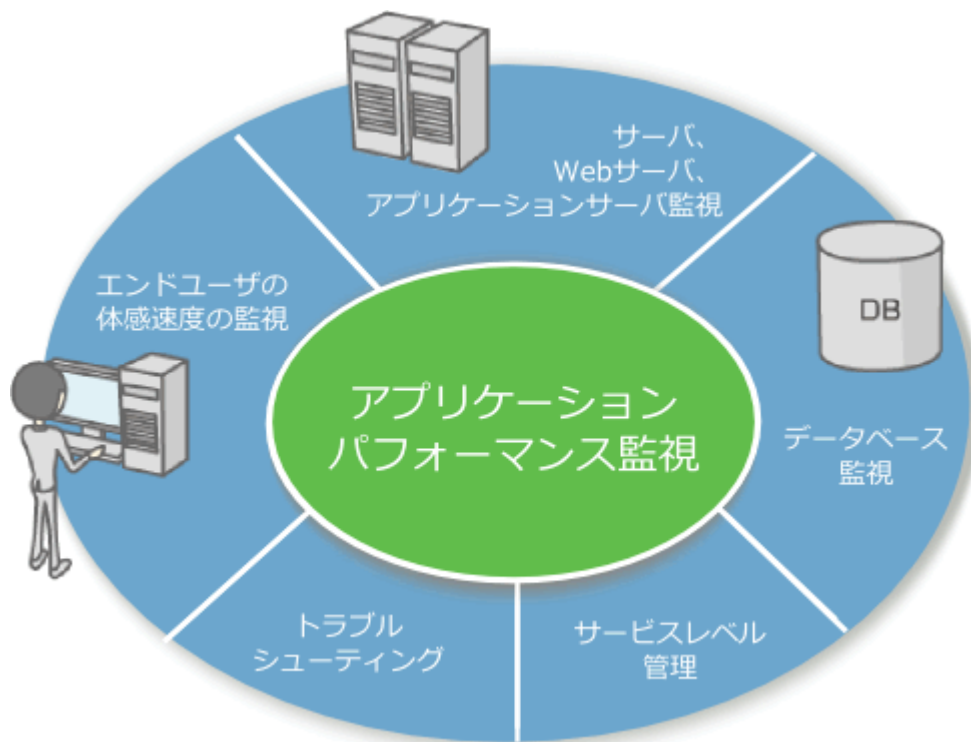 サーバ、
Webサーバ、
アプリケーションサーバ監視
エンドユーザの
体感速度の監視
DB
アプリケーション
パフォーマンス監視
データベース
監視
トラブル
シューティング
サービスレベル
管理